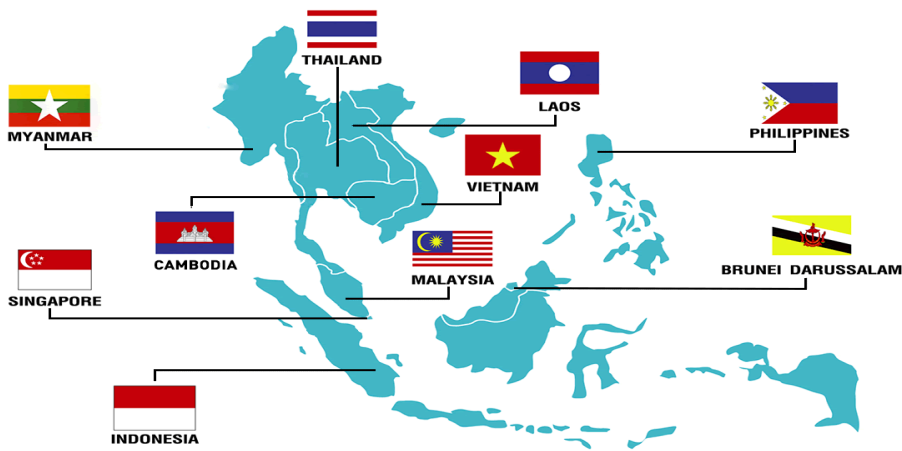 THAILAND
LAOS
MYANMAR
PHILIPPINES
VIETNAM
CAMBODIA
MALAYSIA
BRUNEI DARUSSALAM
SINGAPORE
INDONESIA